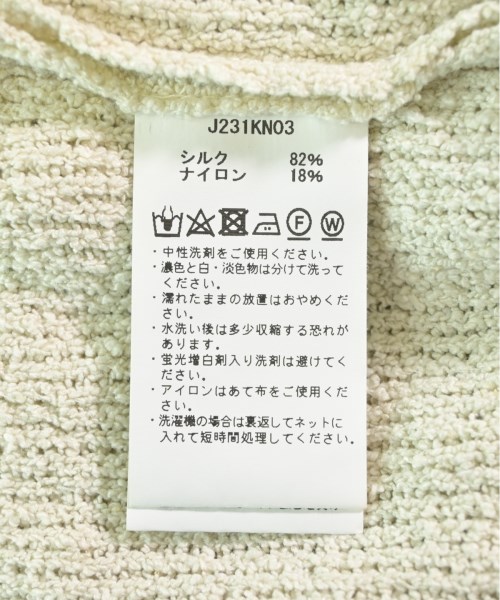 J231KN03
シルク 82%
ナイロン 18%
F W
・中性洗剤をご使用ください。
・濃色と白・淡色物は分けて洗って
ください。
・濡れたままの放置はおやめくだ
さい。
・水洗い後は多少収縮する恐れが
あります。
・蛍光増白剤入り洗剤は避けてく
ださい。
・アイロンはあて布をご使用くだ
さい。
・洗濯機の場合は裏返してネットに
入れて短時間処理してください。